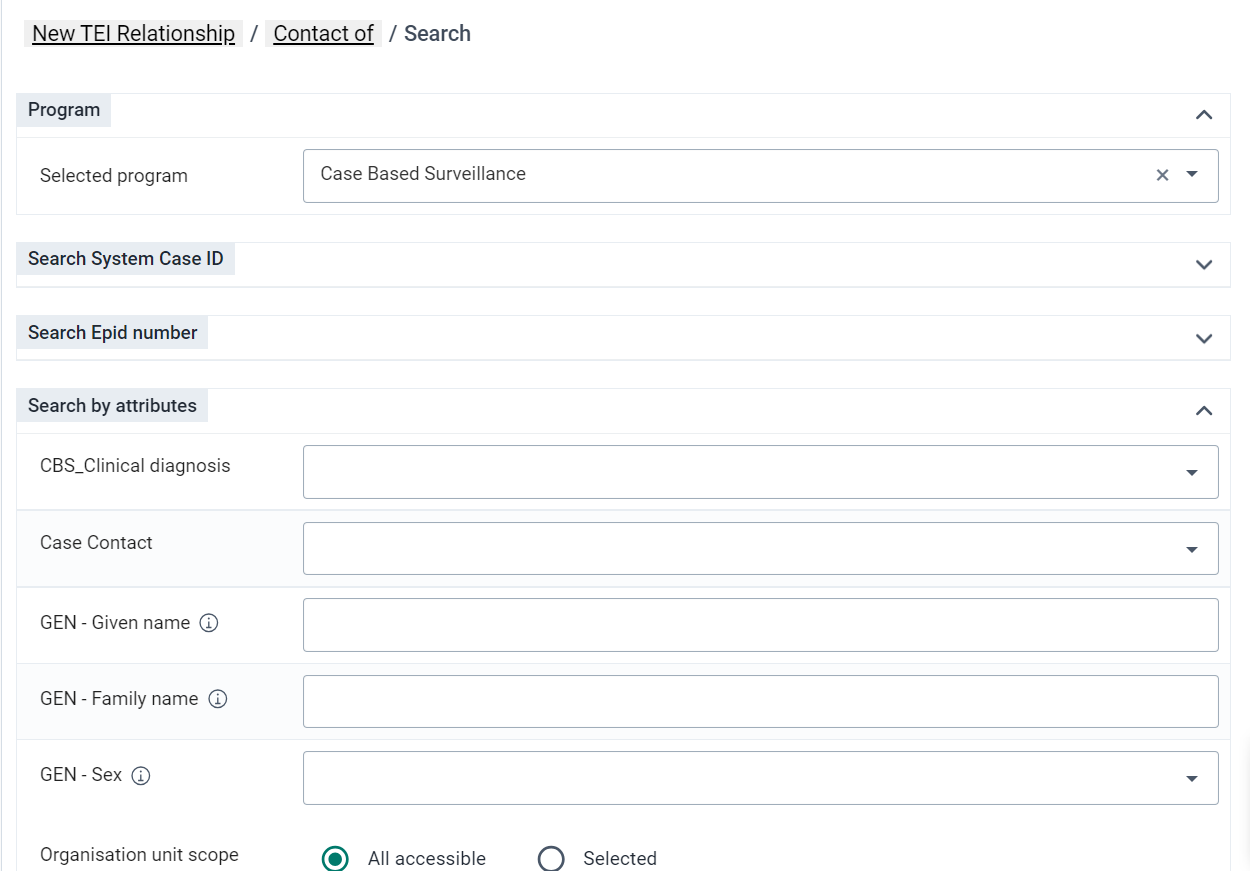 New TEI Relationship / Contact of / Search
Program
Selected program Case Based Surveillance
Search System Case ID
Search Epid number
Search by attributes
CBS_Clinical diagnosis
Case Contact
GEN - Given name
GEN - Family name
GEN - Sex
Organisation unit scope All accessible Selected